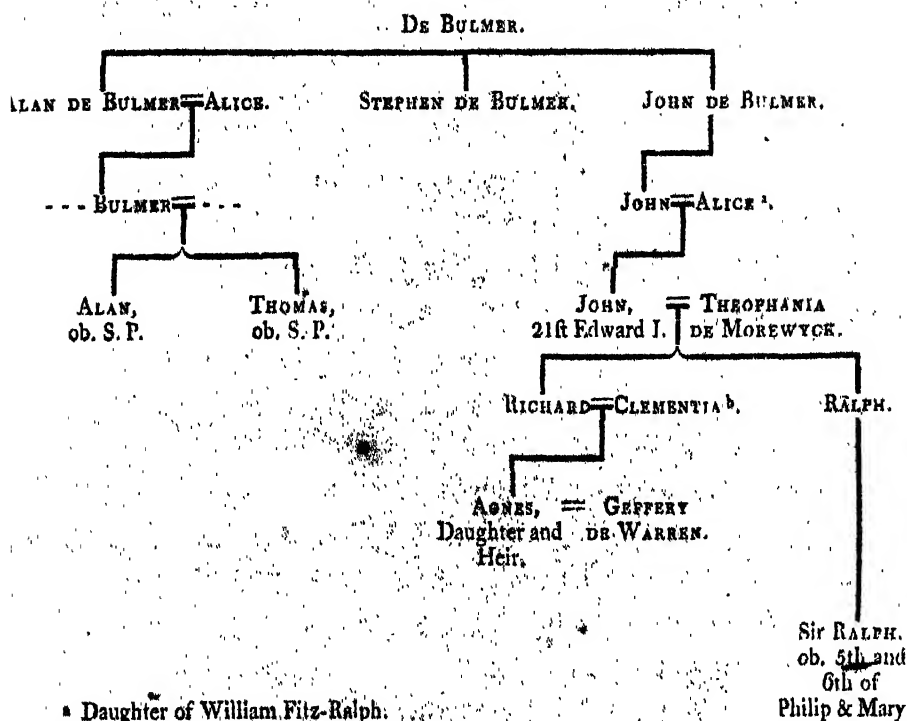 DE BULMER.
LAN DE BULMER = ALICE. STEPHEN DE BULMER. JOHN DE BULMER.
- - - BULMER = - - - JOHN = ALICE ª.
ALAN, THOMAS, JOHN, = THEOPHANIA
ob. S. P. ob. S. P. 21ſt Edward I. DE MOREWYCK.
RICHARD = CLEMENTIA ᵇ. RALPH.
AGNES, = GEFFERY
Daughter and DE WARREN.
Heir.
Sir RALPH.
ob. 5th and
6th of
Philip & Mary
ª Daughter of William Fitz-Ralph.